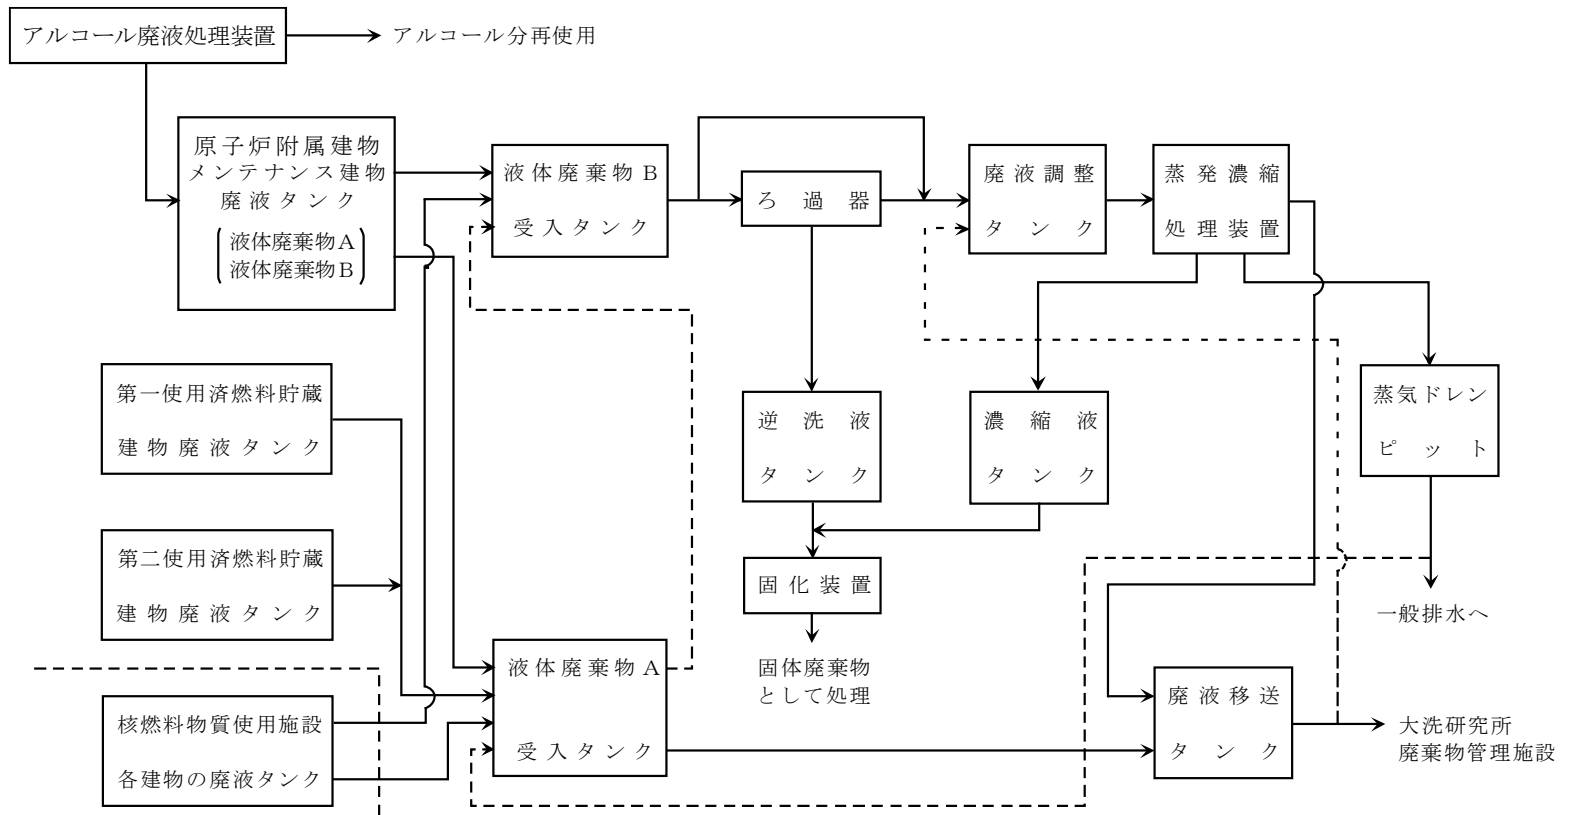 アルコール廃液処理装置
アルコール分再使用
原子炉附属建物
メンテナンス建物
廃液タンク
液体廃棄物A
液体廃棄物B
液体廃棄物B
受入タンク
ろ過器
廃液調整
タンク
蒸発濃縮
処理装置
第一使用済燃料貯蔵
建物廃液タンク
逆洗液
タンク
濃縮液
タンク
蒸気ドレン
ピット
第二使用済燃料貯蔵
建物廃液タンク
固化装置
一般排水へ
固体廃棄物
として処理
核燃料物質使用施設
各建物の廃液タンク
液体廃棄物A
受入タンク
廃液移送
タンク
大洗研究所
廃棄物管理施設